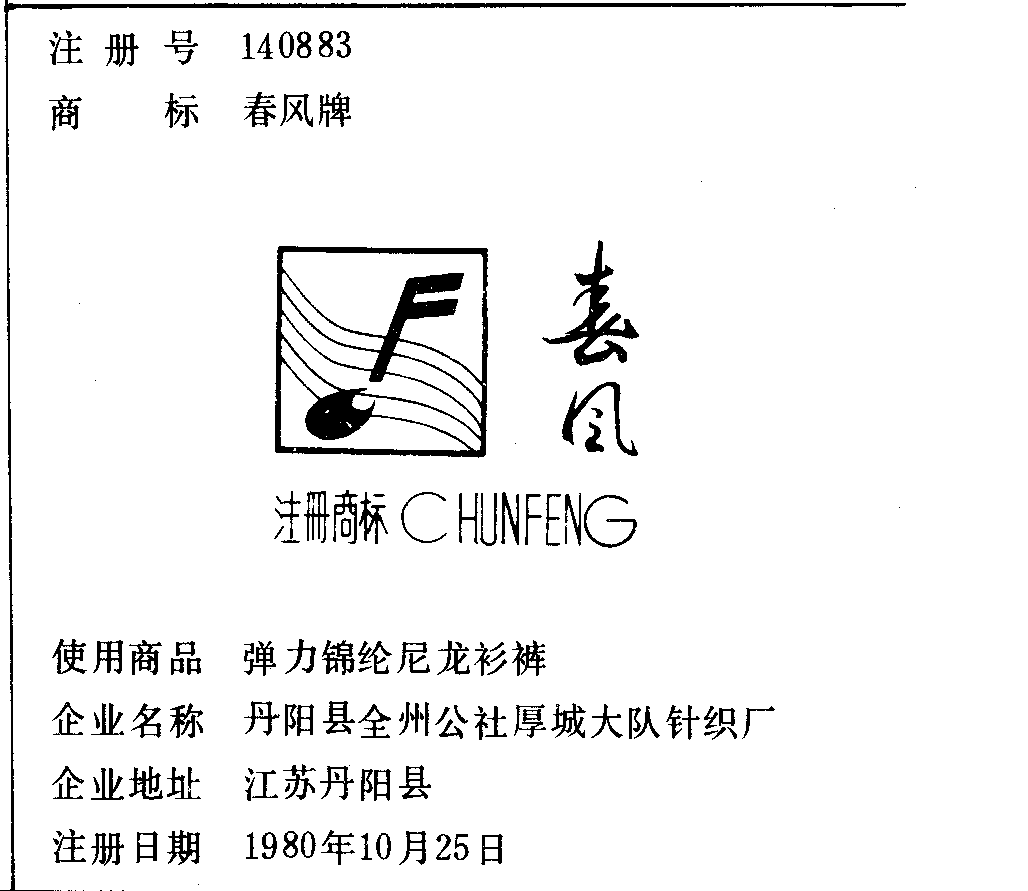 注册号 140883
商标 春风牌
春风
注册商标 CHUNFENG
使用商品 弹力锦纶尼龙衫裤
企业名称 丹阳县全州公社厚城大队针织厂
企业地址 江苏丹阳县
注册日期 1980年10月25日